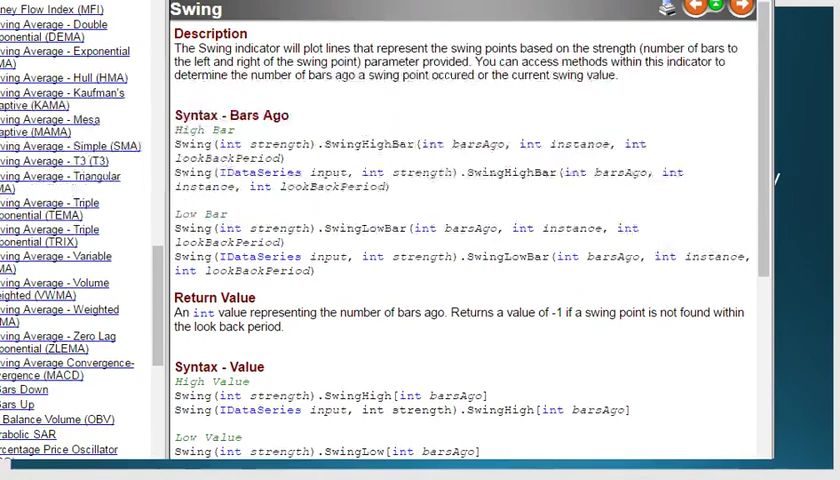 ney Flow Index (MFI)
ving Average - Double
ponential (DEMA)
ving Average - Exponential
MA)
ving Average - Hull (HMA)
ving Average - Kaufman's
aptive (KAMA)
ving Average - Mesa
aptive (MAMA)
ving Average - Simple (SMA)
ving Average - T3 (T3)
ving Average - Triangular
MA)
ving Average - Triple
ponential (TEMA)
ving Average - Triple
ponential (TRIX)
ving Average - Variable
MA)
ving Average - Volume
eighted (VWMA)
ving Average - Weighted
MA)
ving Average - Zero Lag
ponential (ZLEMA)
ving Average Convergence-
vergence (MACD)
Bars Down
Bars Up
Balance Volume (OBV)
rabolic SAR
rcentage Price Oscillator
Swing
Description
The Swing indicator will plot lines that represent the swing points based on the strength (number of bars to
the left and right of the swing point) parameter provided. You can access methods within this indicator to
determine the number of bars ago a swing point occured or the current swing value.
Syntax - Bars Ago
High Bar
Swing(int strength).SwingHighBar(int barsAgo, int instance, int
lookBackPeriod)
Swing(IDataSeries input, int strength).SwingHighBar(int barsAgo, int
instance, int lookBackPeriod)
Low Bar
Swing(int strength).SwingLowBar(int barsAgo, int instance, int
lookBackPeriod)
Swing(IDataSeries input, int strength).SwingLowBar(int barsAgo, int instance,
int lookBackPeriod)
Return Value
An int value representing the number of bars ago. Returns a value of -1 if a swing point is not found within
the look back period.
Syntax - Value
High Value
Swing(int strength).SwingHigh[int barsAgo]
Swing(IDataSeries input, int strength).SwingHigh[int barsAgo]
Low Value
Swing(int strength).SwingLow[int barsAgo]
y